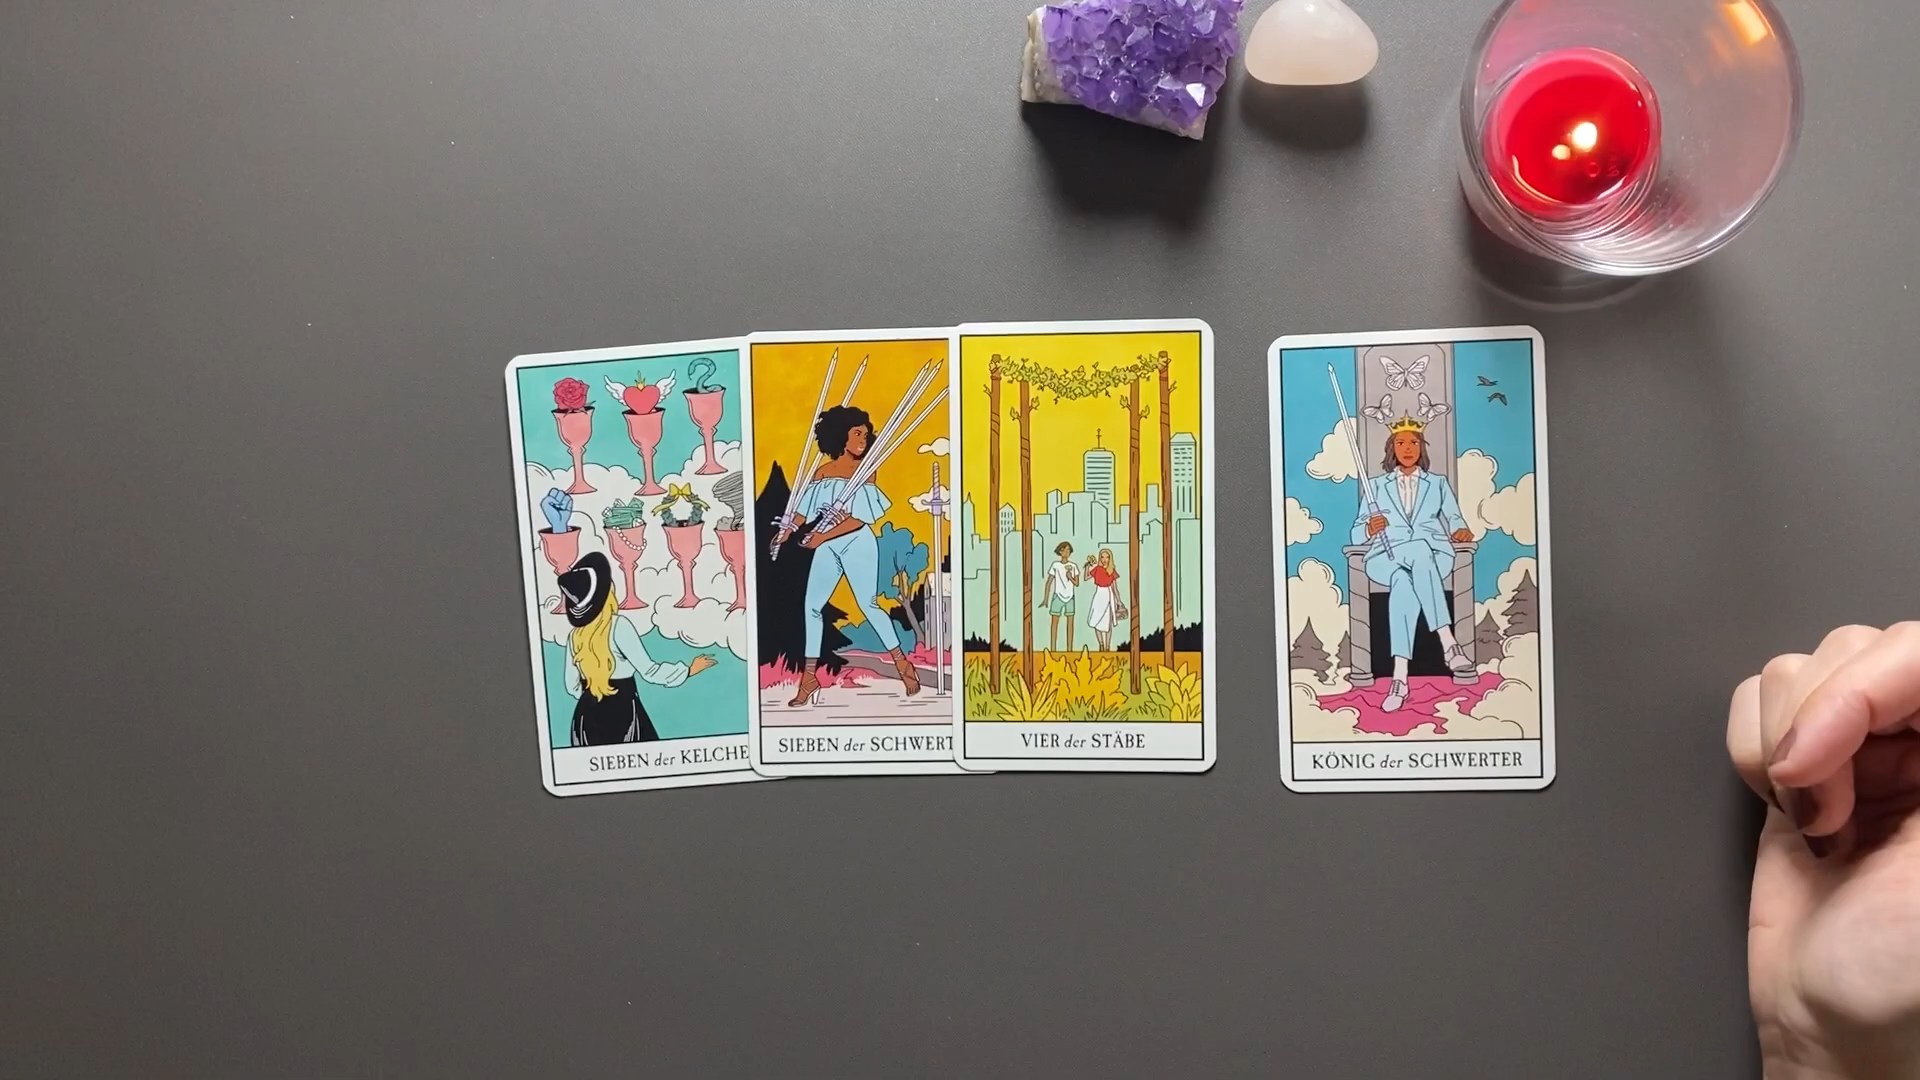 SIEBEN der KELCHE
SIEBEN der SCHWERT
VIER der STÄBE
KÖNIG der SCHWERTER